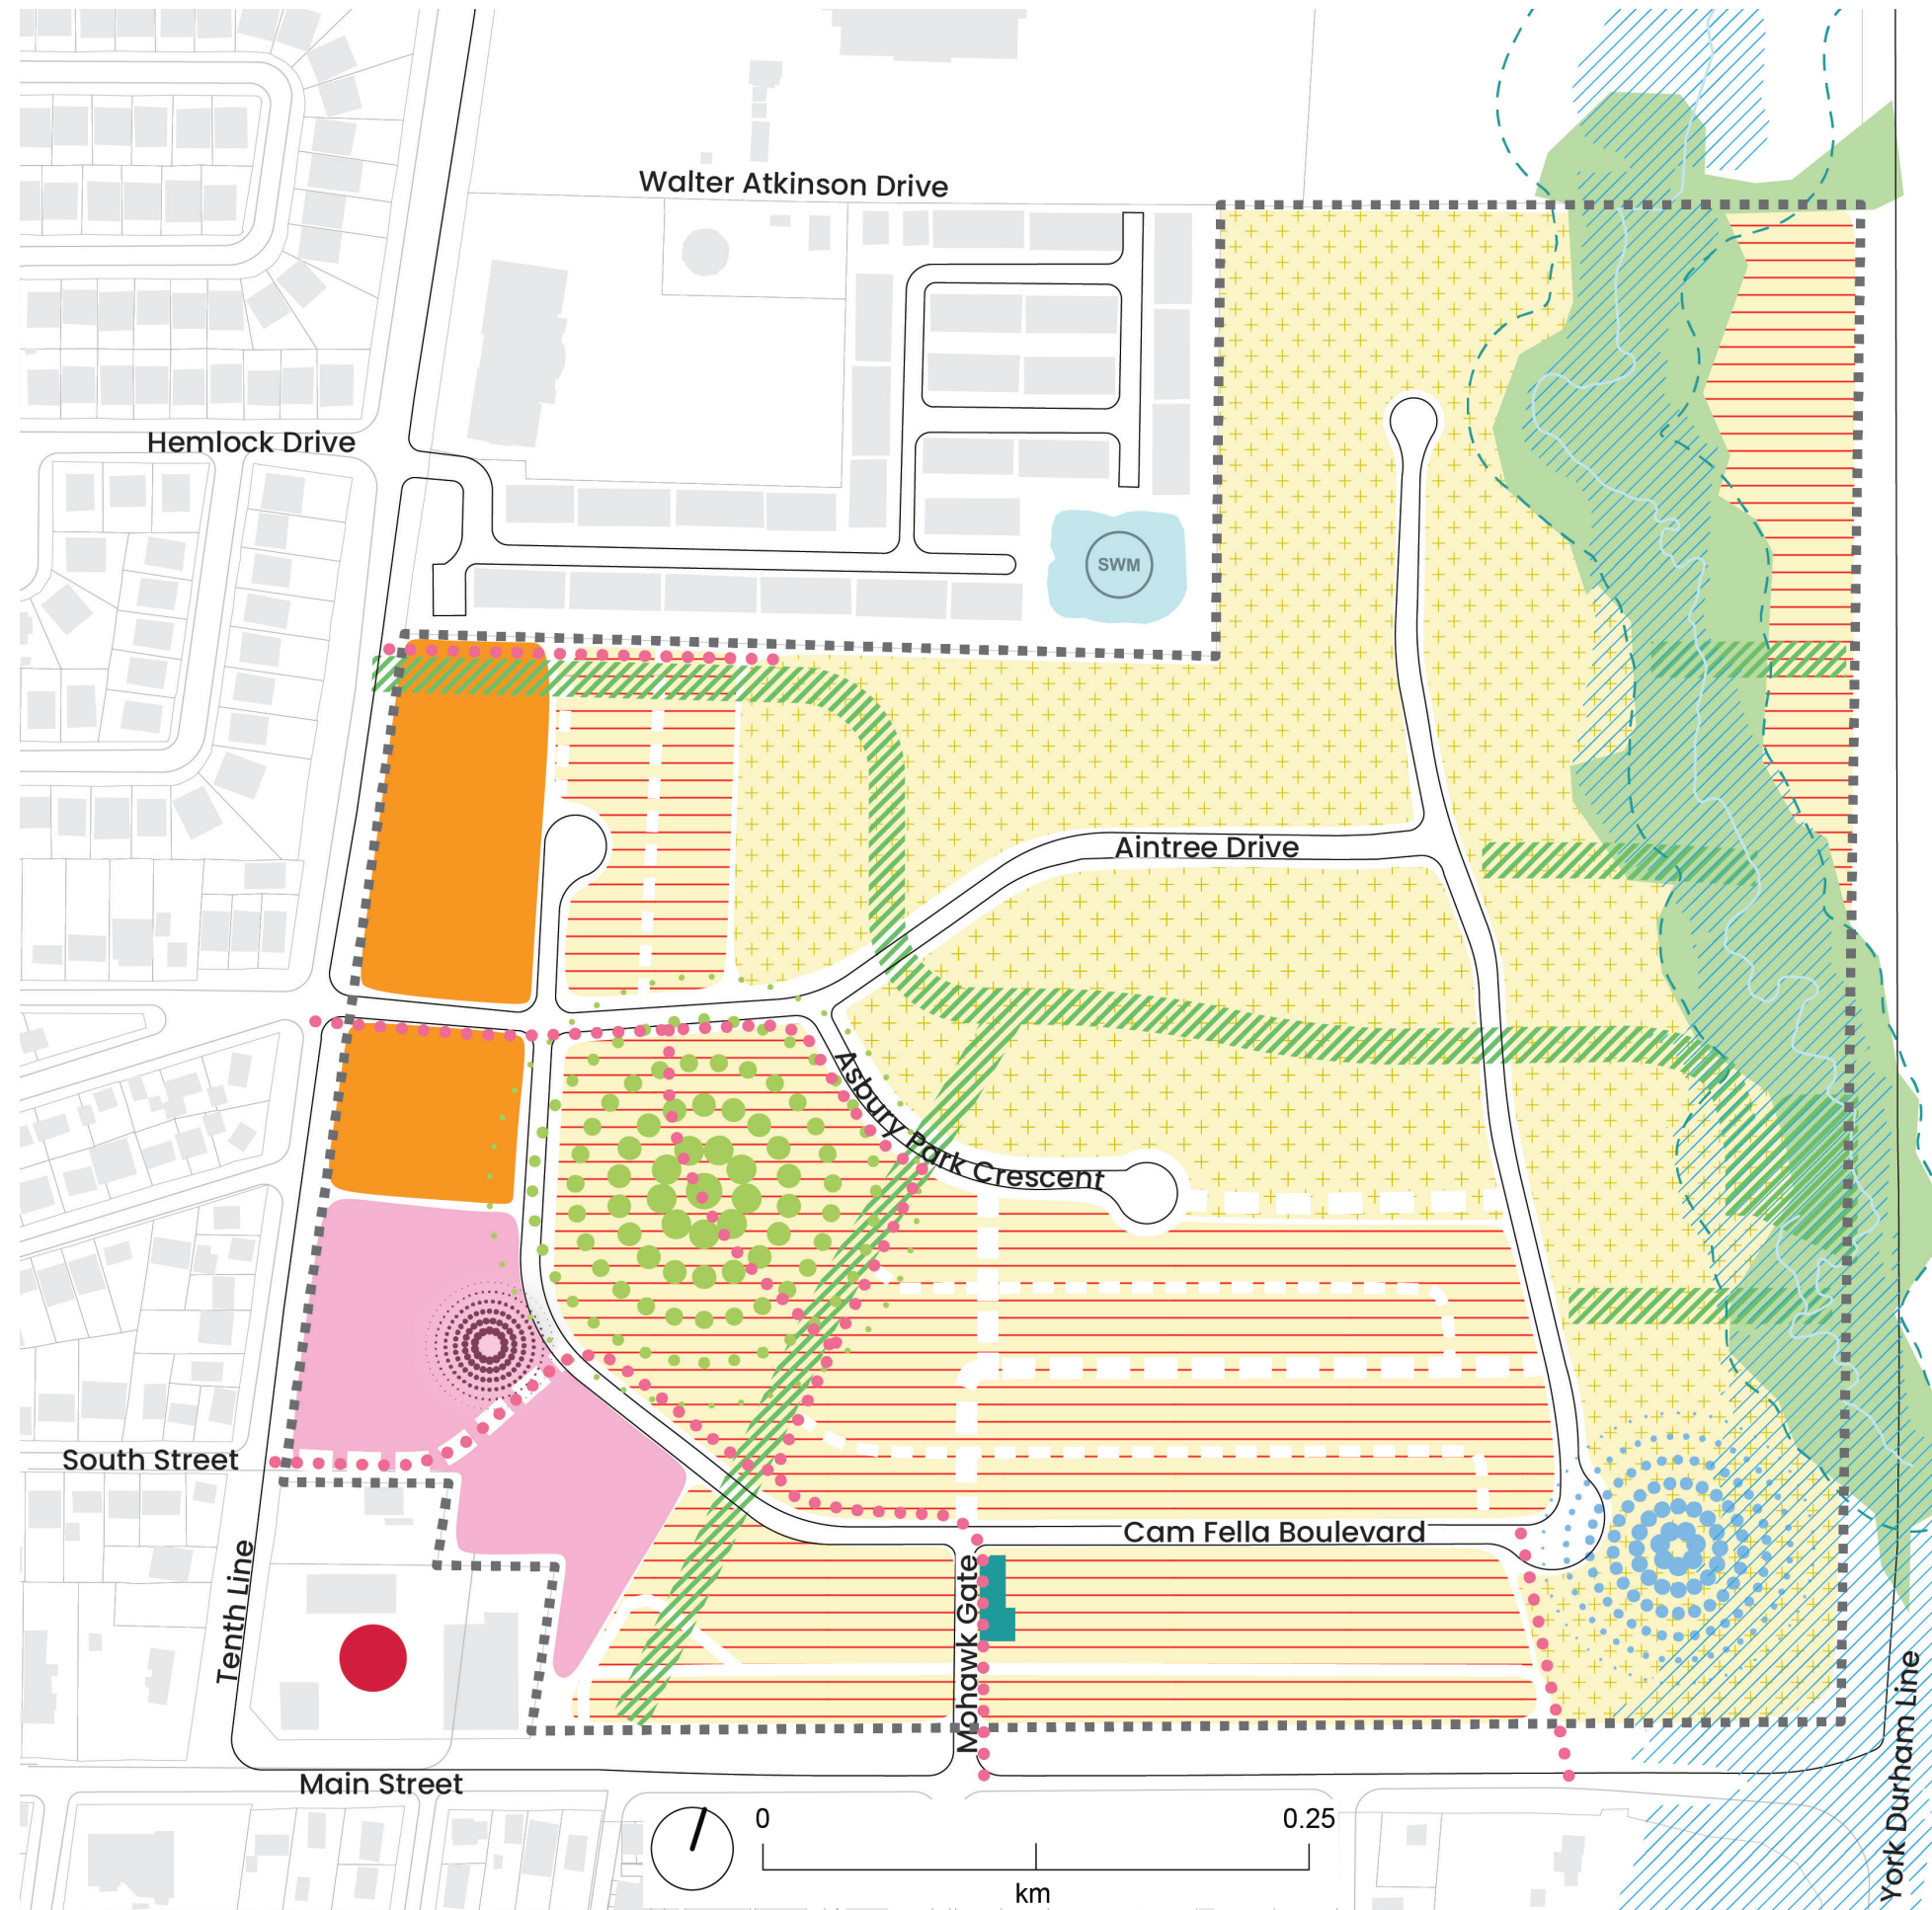 Walter Atkinson Drive
Hemlock Drive
SWM
Aintree Drive
Asbury Park Crescent
South Street
Cam Fella Boulevard
Tenth Line
Mohawk Gate
York Durham Line
Main Street
0
0.25
km